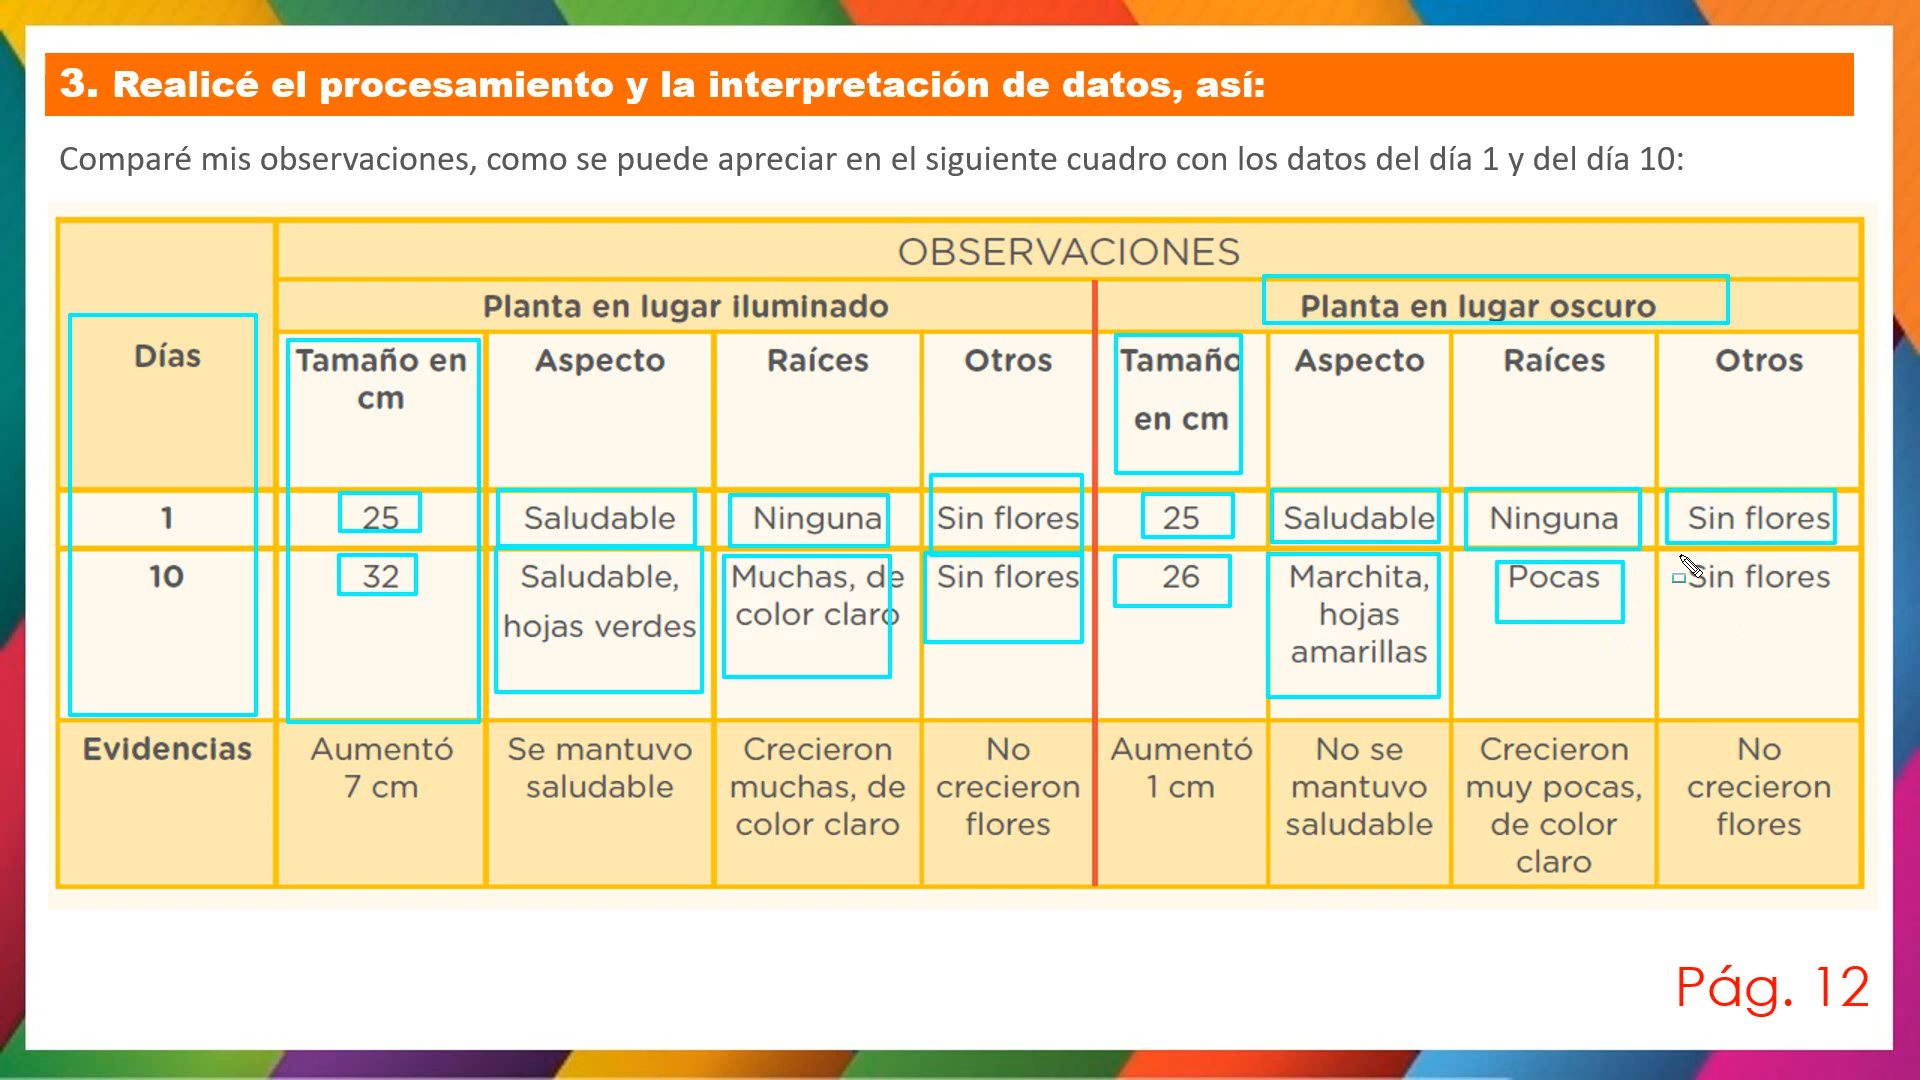 3. Realicé el procesamiento y la interpretación de datos, así:
Comparé mis observaciones, como se puede apreciar en el siguiente cuadro con los datos del día 1 y del día 10:
OBSERVACIONES
Planta en lugar iluminado
Planta en lugar oscuro
Días
Tamaño en
cm
Aspecto
Raíces
Otros
Tamaño
en cm
Aspecto
Raíces
Otros
1
25
Saludable
Ninguna
Sin flores
25
Saludable
Ninguna
Sin flores
10
32
Saludable,
hojas verdes
Muchas, de
color claro
Sin flores
26
Marchita,
hojas
amarillas
Pocas
Sin flores
Evidencias
Aumentó
7 cm
Se mantuvo
saludable
Crecieron
muchas, de
color claro
No
crecieron
flores
Aumentó
1 cm
No se
mantuvo
saludable
Crecieron
muy pocas,
de color
claro
No
crecieron
flores
Pág. 12